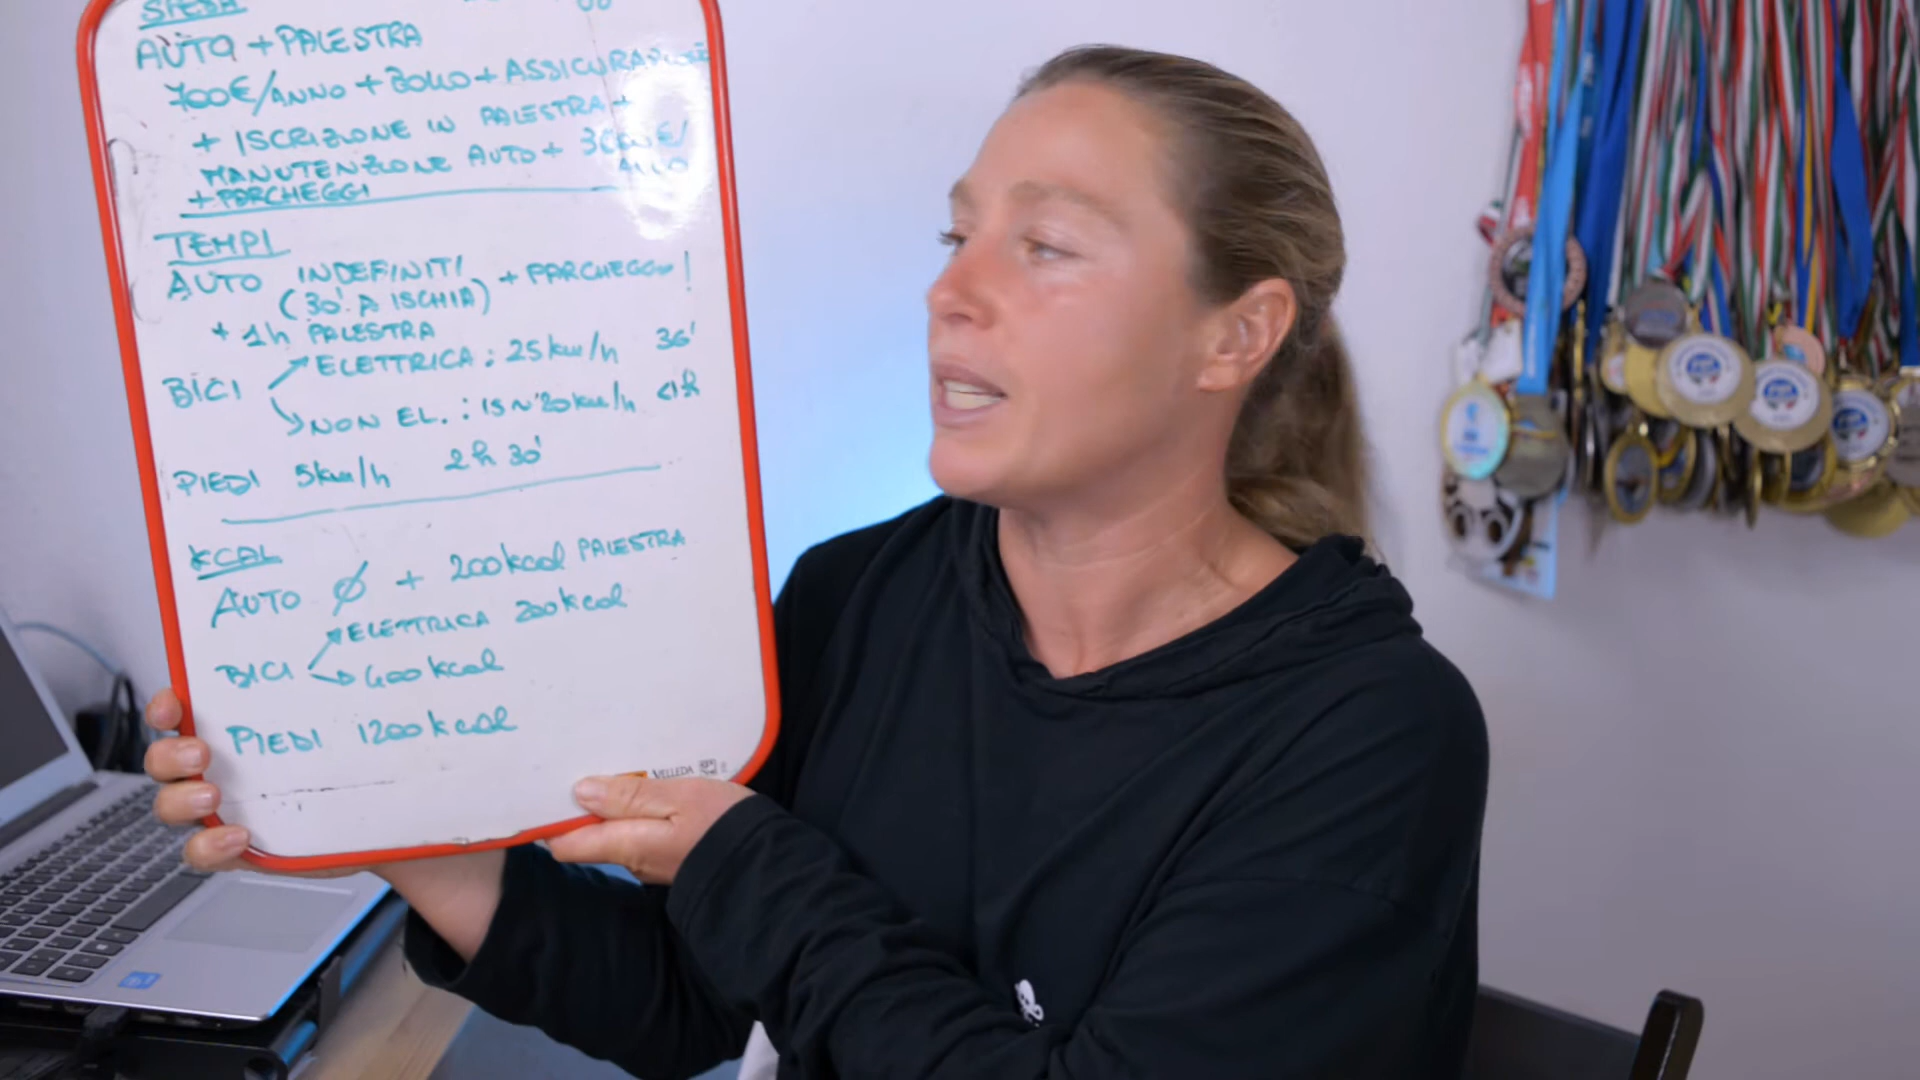 SPESA
AUTO + PALESTRA
700€/ANNO + BOLLO + ASSICURAZIONE
+ ISCRIZIONE IN PALESTRA +
MANUTENZIONE AUTO +
+ PARCHEGGI
TEMPI
AUTO INDEFINITI + PARCHEGGIO!
(30' A ISCHIA)
+ 1h PALESTRA
BICI
ELETTRICA: 25km/h 36'
NON EL.: 15~20km/h <1h
PIEDI 5km/h 2h 30'
KCAL
AUTO Ø + 200kcal PALESTRA
BICI
ELETTRICA 200kcal
400kcal
PIEDI 1200kcal
VELLEDA